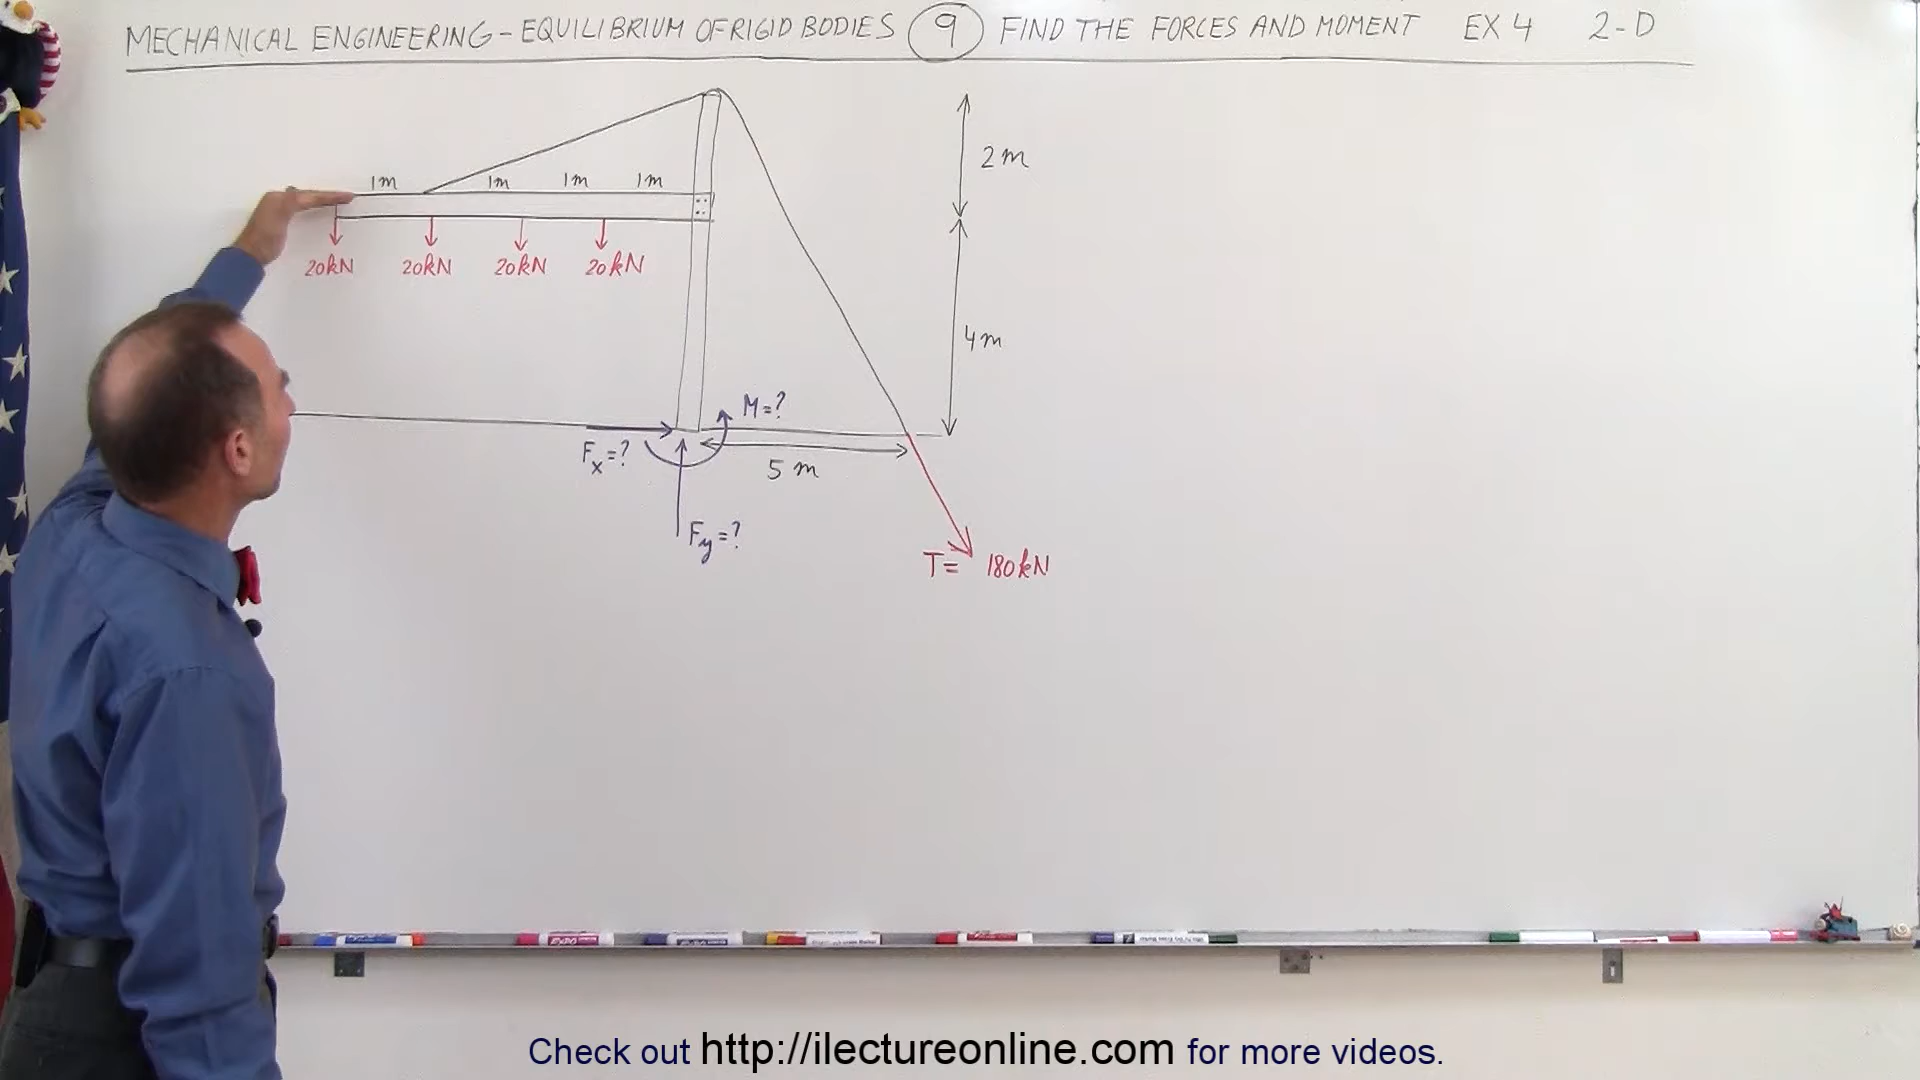 MECHANICAL ENGINEERING - EQUILIBRIUM OF RIGID BODIES 9 FIND THE FORCES AND MOMENT EX 4 2-D
2m
1m 1m 1m 1m
20kN 20kN 20kN 20kN
4m
M=?
Fx=?
5 m
Fy=?
T= 180kN
Check out http://ilectureonline.com for more videos.